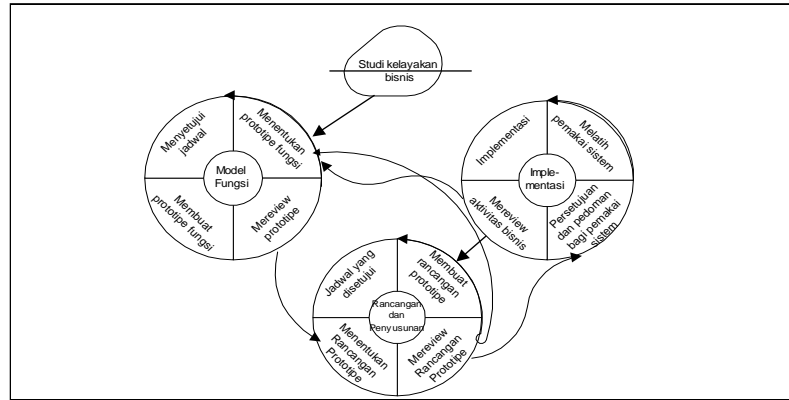 Studi kelayakan
bisnis
Menyetujui
jadwal
Menentukan
prototipe fungsi
Model
Fungsi
Membuat
prototipe fungsi
Mereview
prototipe
Implementasi
Melatih
pemakai sistem
Imple-
mentasi
Mereview
aktivitas bisnis
Persetujuan
dan pedoman
bagi pemakai
sistem
Jadwal yang
disetujui
Membuat
rancangan
prototipe
Rancangan
dan
Penyusunan
Menentukan
Rancangan
Prototipe
Mereview
Rancangan
Prototipe